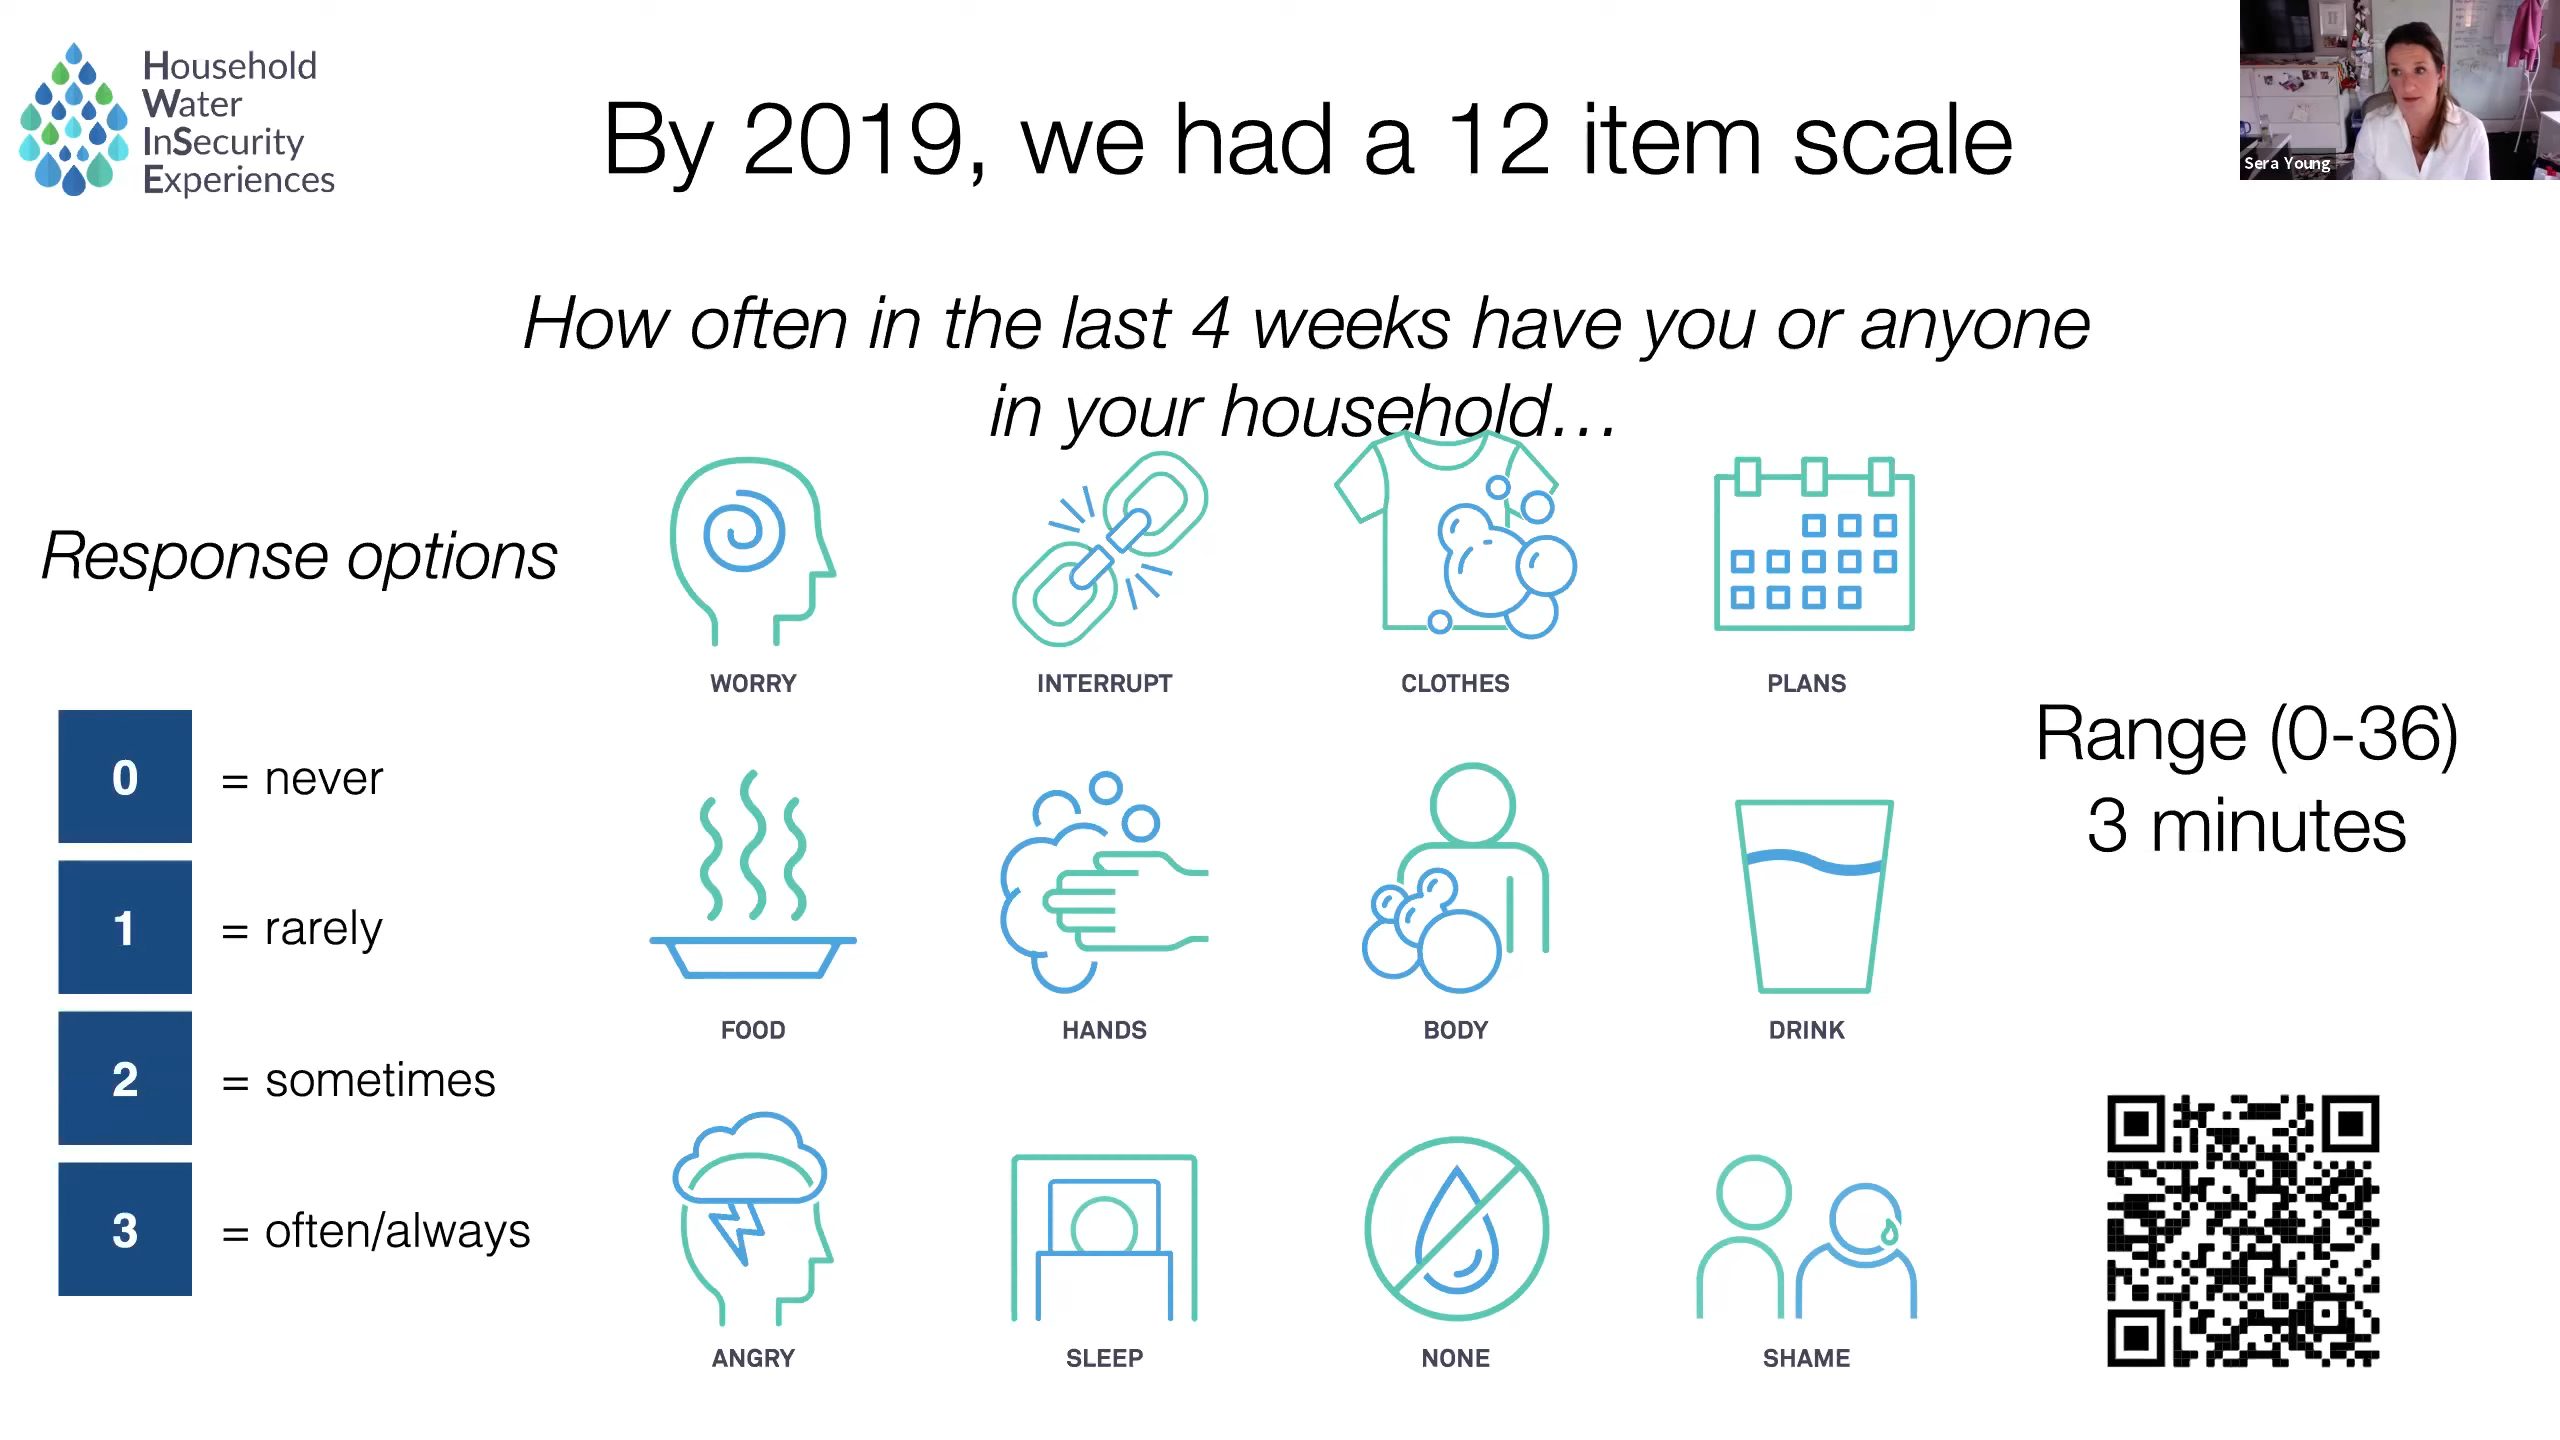 Household
Water
InSecurity
Experiences
By 2019, we had a 12 item scale
Sera Young
How often in the last 4 weeks have you or anyone
in your household…
Response options
0 = never
1 = rarely
2 = sometimes
3 = often/always
WORRY
INTERRUPT
CLOTHES
PLANS
FOOD
HANDS
BODY
DRINK
ANGRY
SLEEP
NONE
SHAME
Range (0-36)
3 minutes